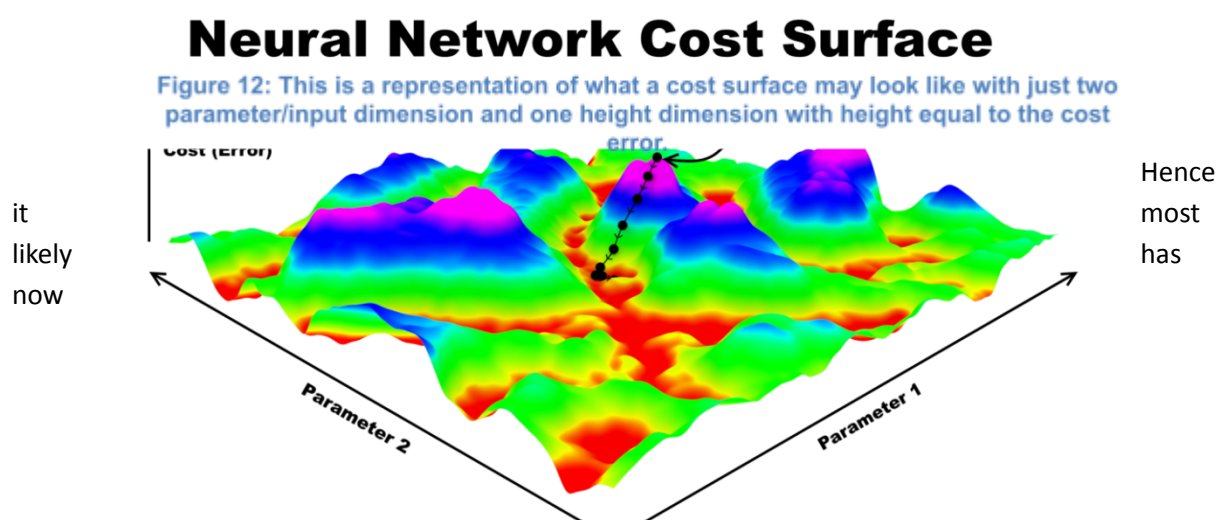 Neural Network Cost Surface
Figure 12: This is a representation of what a cost surface may look like with just two
parameter/input dimension and one height dimension with height equal to the cost
error.
Cost (Error)
Hence
it most
likely has
now
Parameter 2
Parameter 1